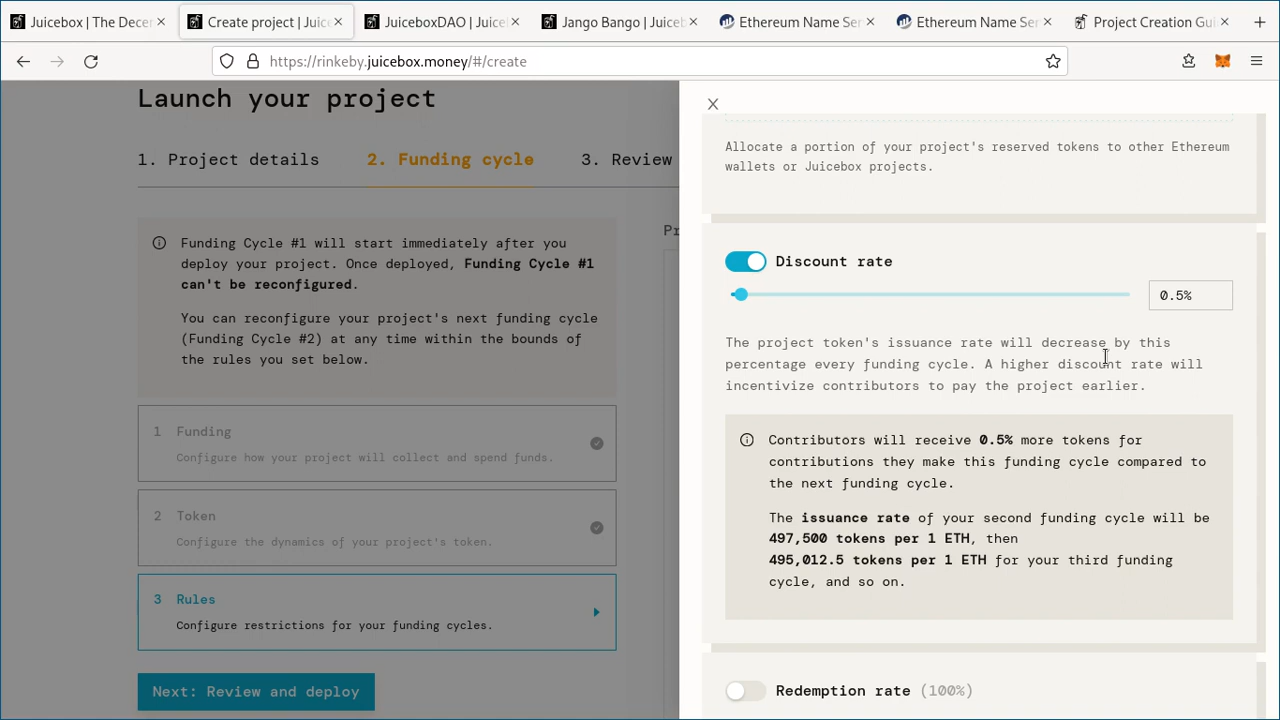 Juicebox | The Decen
Create project | Juice
JuiceboxDAO | Juicel
Jango Bango | Juiceb
Ethereum Name Ser
Ethereum Name Ser
Project Creation Gui
https://rinkeby.juicebox.money/#/create
Launch your project
1. Project details
2. Funding cycle
3. Review
Funding Cycle #1 will start immediately after you
deploy your project. Once deployed, Funding Cycle #1
can't be reconfigured.
You can reconfigure your project's next funding cycle
(Funding Cycle #2) at any time within the bounds of
the rules you set below.
1 Funding
Configure how your project will collect and spend funds.
2 Token
Configure the dynamics of your project's token.
3 Rules
Configure restrictions for your funding cycles.
Next: Review and deploy
Pr
Allocate a portion of your project's reserved tokens to other Ethereum
wallets or Juicebox projects.
Discount rate
0.5%
The project token's issuance rate will decrease by this
percentage every funding cycle. A higher discount rate will
incentivize contributors to pay the project earlier.
Contributors will receive 0.5% more tokens for
contributions they make this funding cycle compared to
the next funding cycle.
The issuance rate of your second funding cycle will be
497,500 tokens per 1 ETH, then
495,012.5 tokens per 1 ETH for your third funding
cycle, and so on.
Redemption rate (100%)